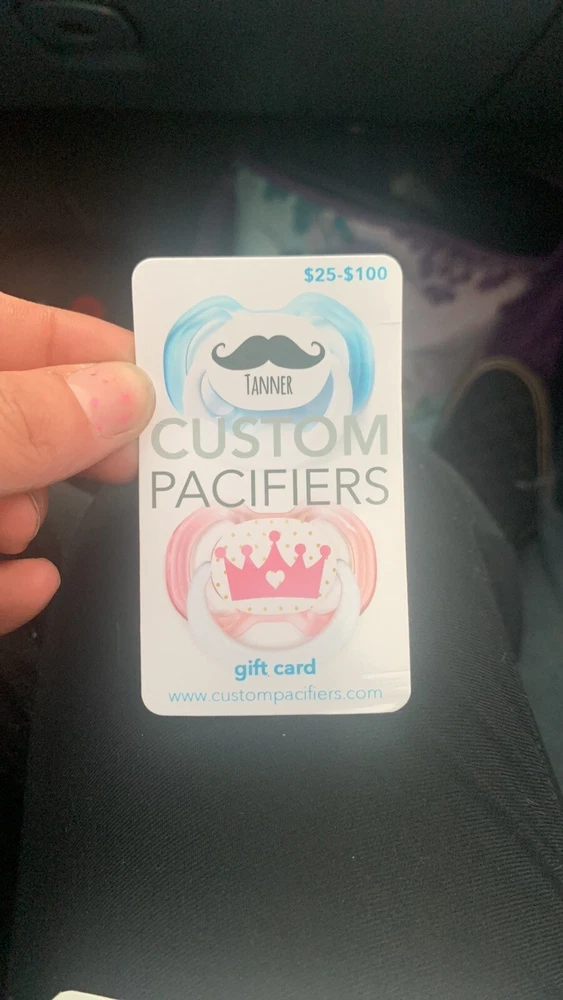 $25-$100
TANNER
CUSTOM
PACIFIERS
gift card
www.custompacifiers.com